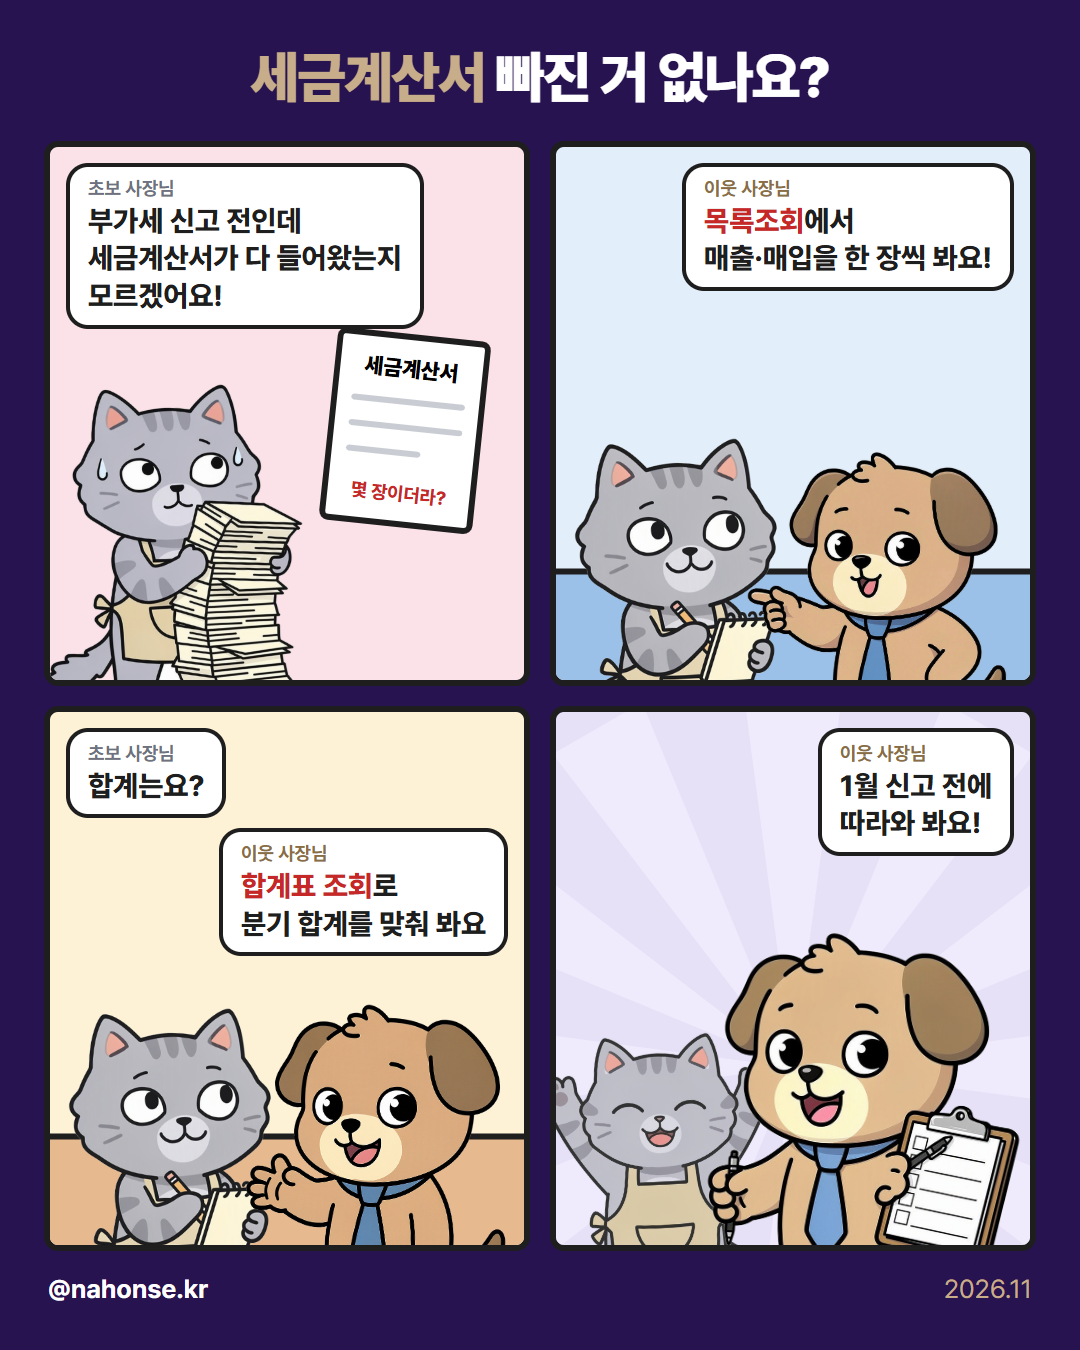 세금계산서 빠진 거 없나요?
초보 사장님
부가세 신고 전인데
세금계산서가 다 들어왔는지
모르겠어요!
세금계산서
몇 장이더라?
이웃 사장님
목록조회에서
매출·매입을 한 장씩 봐요!
초보 사장님
합계는요?
이웃 사장님
합계표 조회로
분기 합계를 맞춰 봐요
이웃 사장님
1월 신고 전에
따라와 봐요!
@nahonse.kr
2026.11